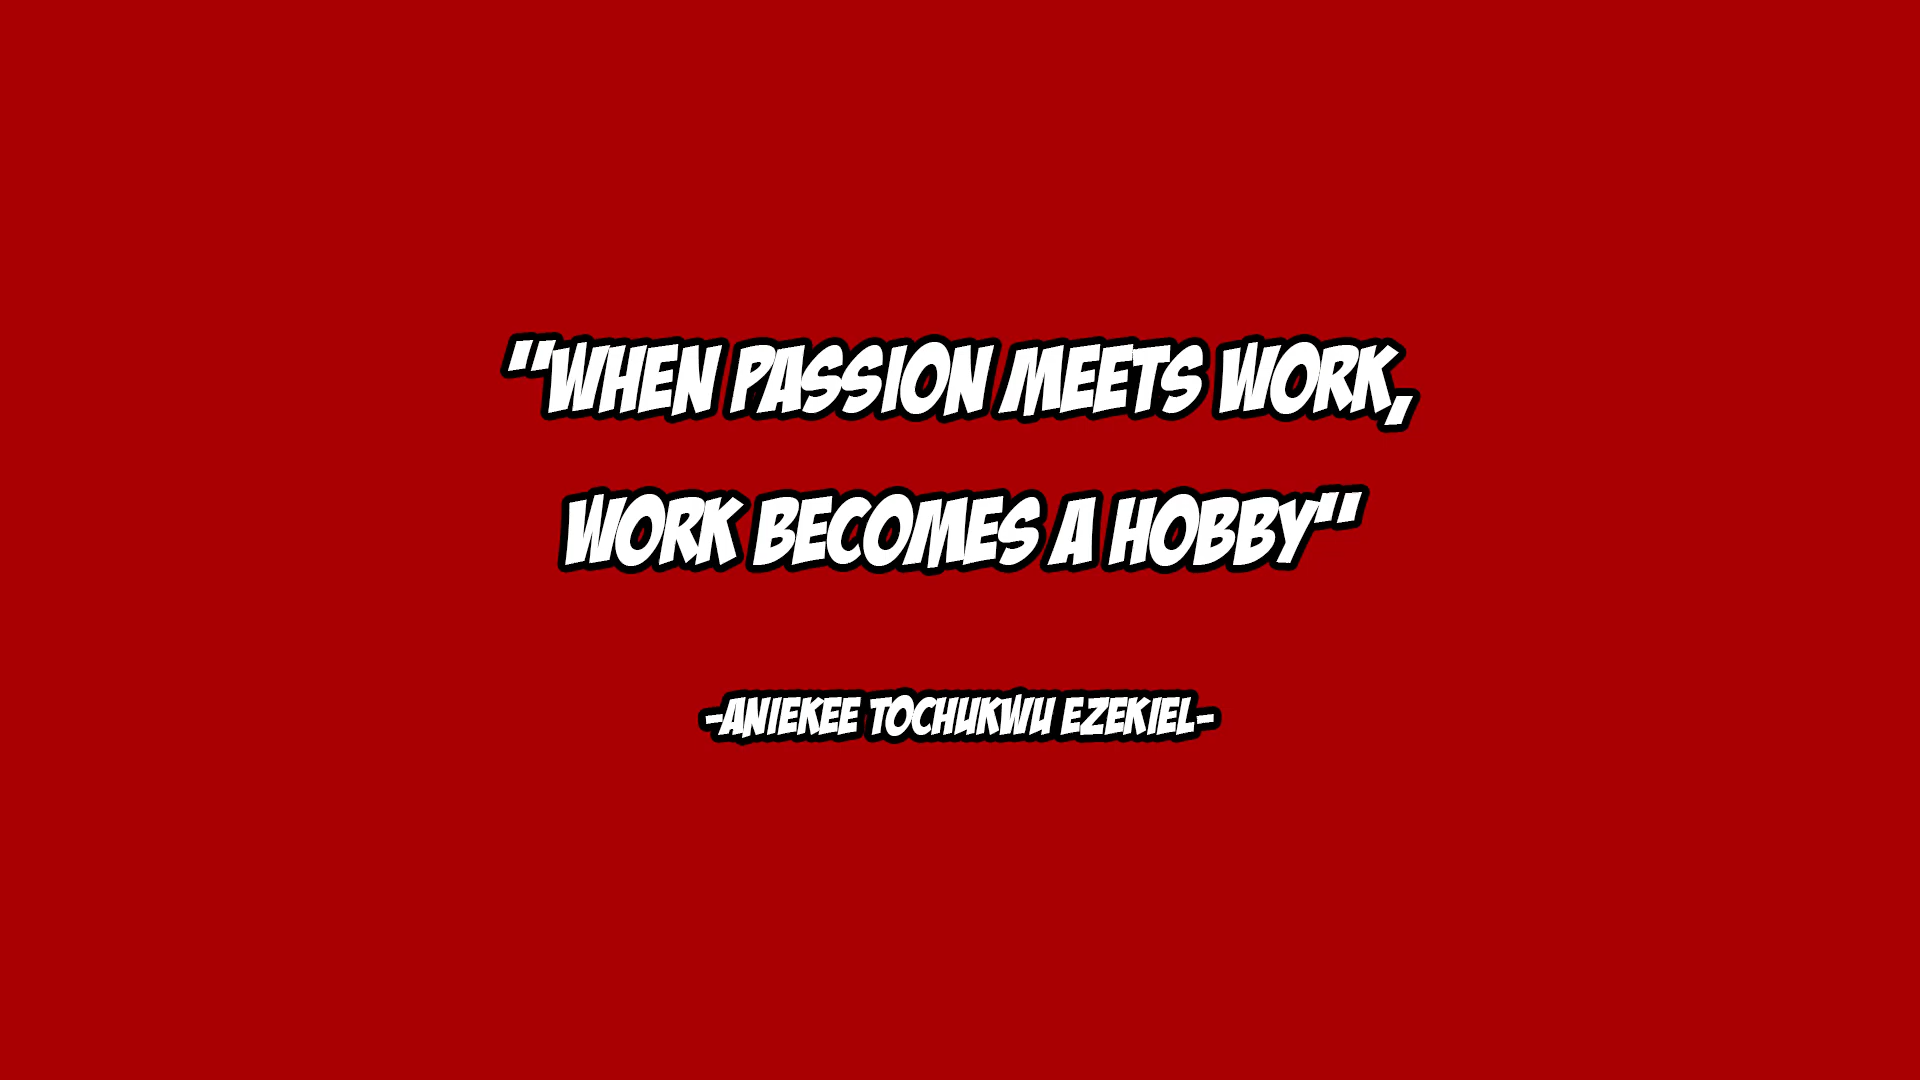 "WHEN PASSION MEETS WORK,
WORK BECOMES A HOBBY"
-ANIEKEE TOCHUKWU EZEKIEL-